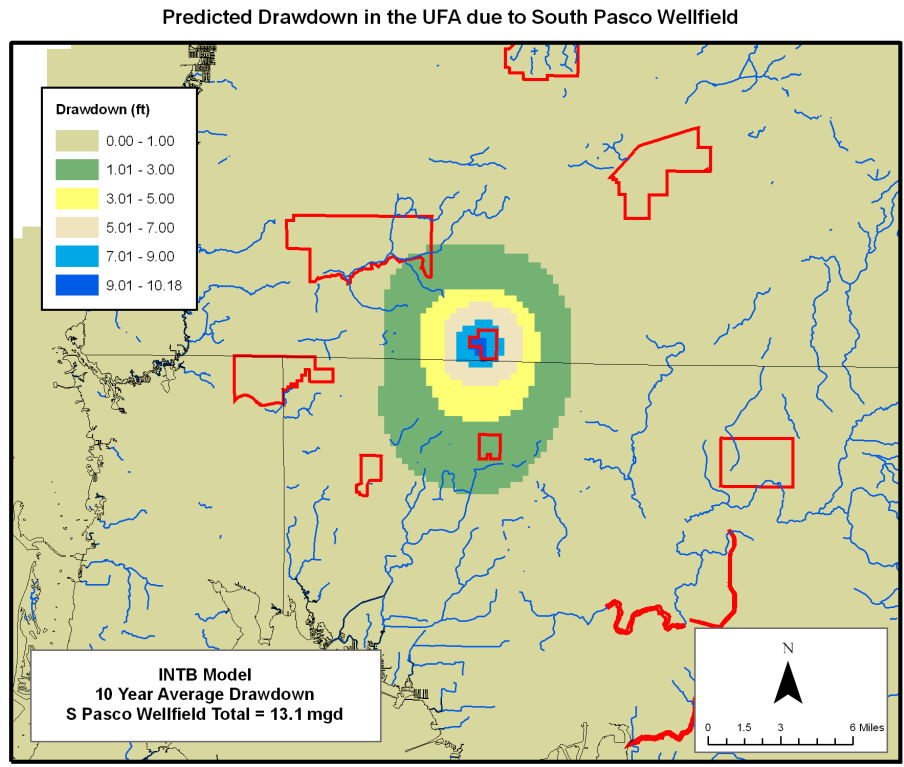 Predicted Drawdown in the UFA due to South Pasco Wellfield
Drawdown (ft)
0.00 - 1.00
1.01 - 3.00
3.01 - 5.00
5.01 - 7.00
7.01 - 9.00
9.01 - 10.18
INTB Model
10 Year Average Drawdown
S Pasco Wellfield Total = 13.1 mgd
N
0 1.5 3 6 Miles